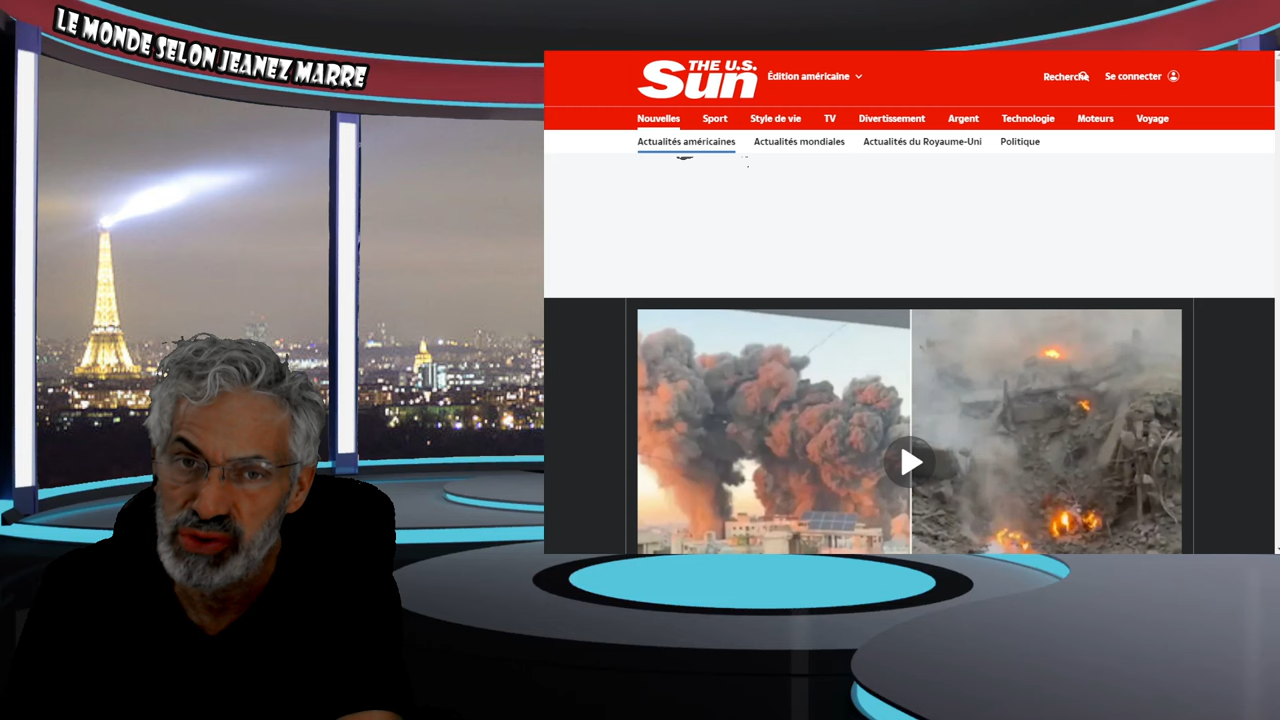 LE MONDE SELON JEANEZ MARRE
THE U.S.
Sun
Édition américaine
Recherche
Se connecter
Nouvelles Sport Style de vie TV Divertissement Argent Technologie Moteurs Voyage
Actualités américaines Actualités mondiales Actualités du Royaume-Uni Politique